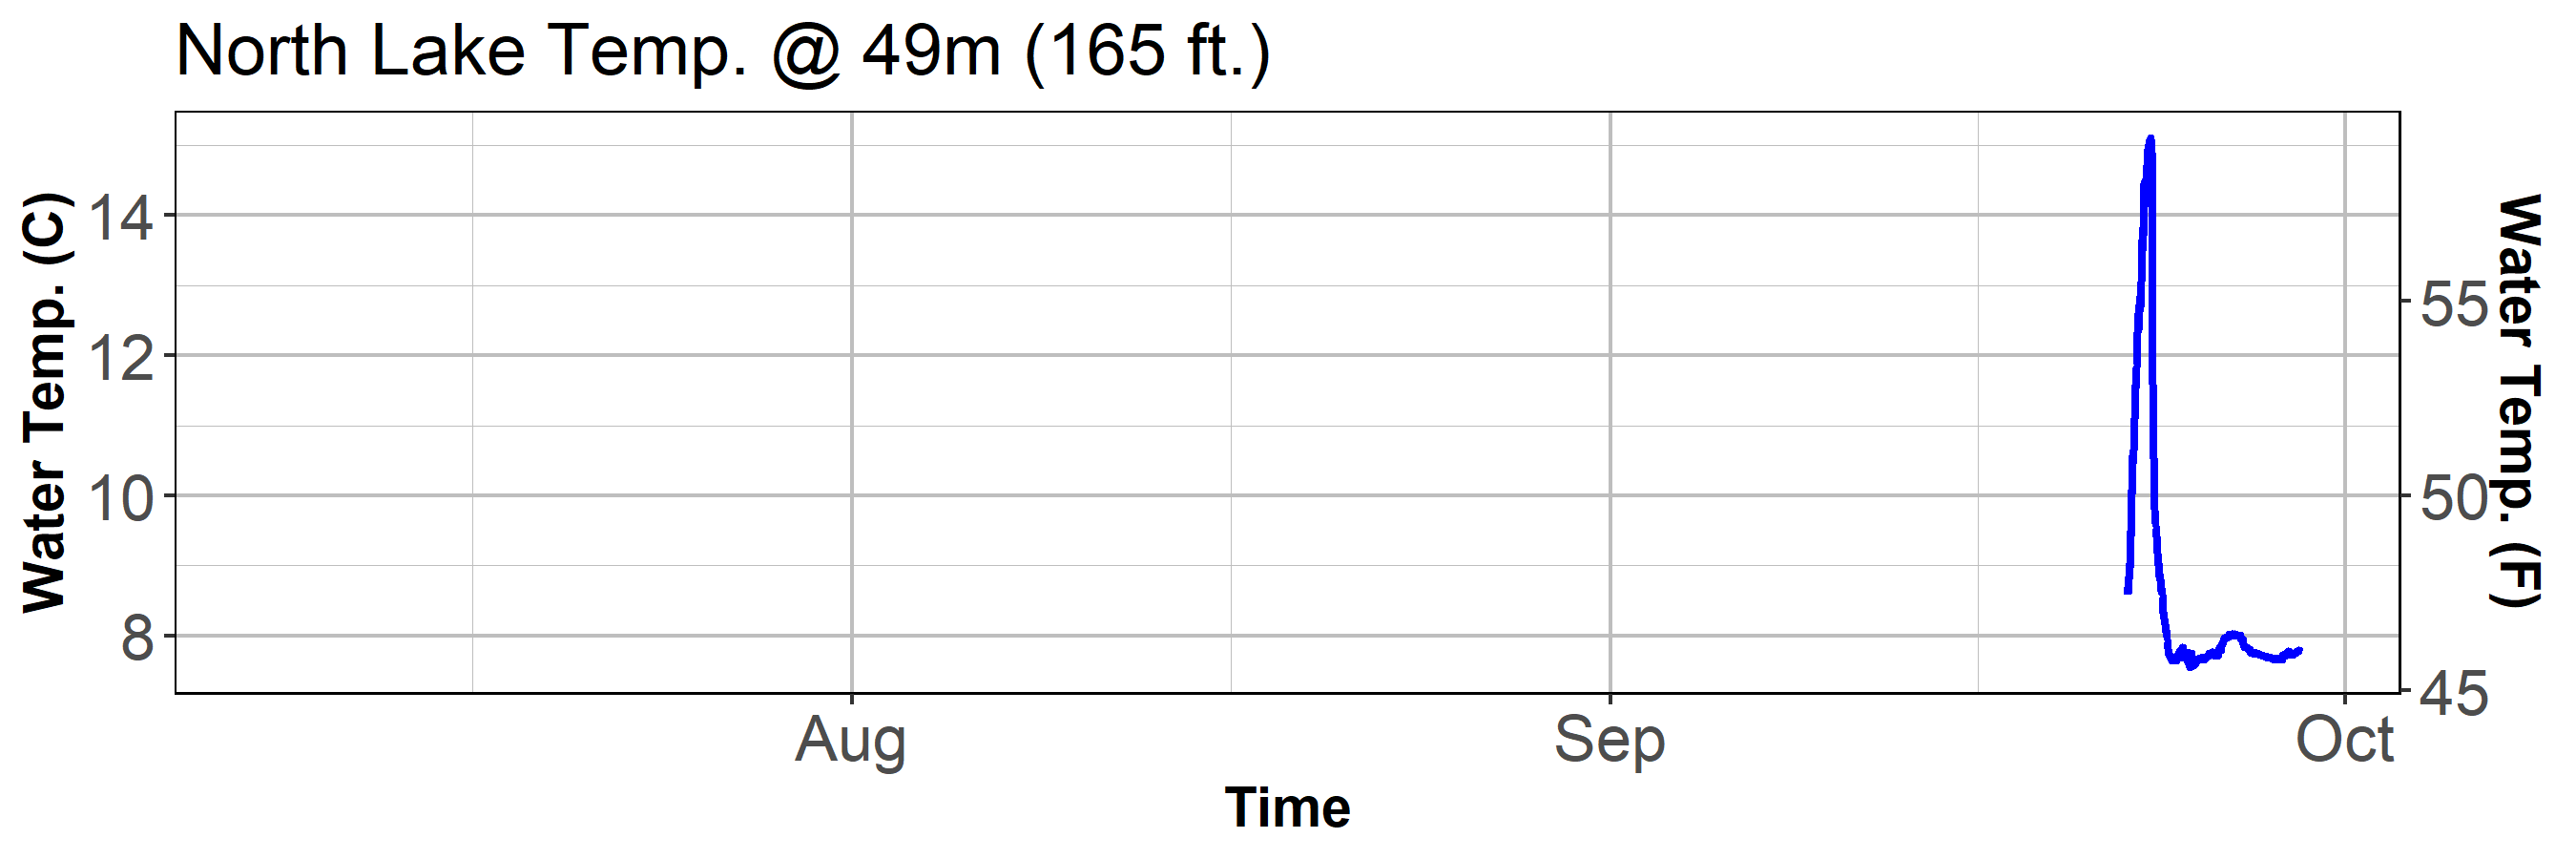 North Lake Temp. @ 49m (165 ft.)
Water Temp. (C)
14
12
10
8
55
50
45
Water Temp. (F)
Aug Sep Oct
Time